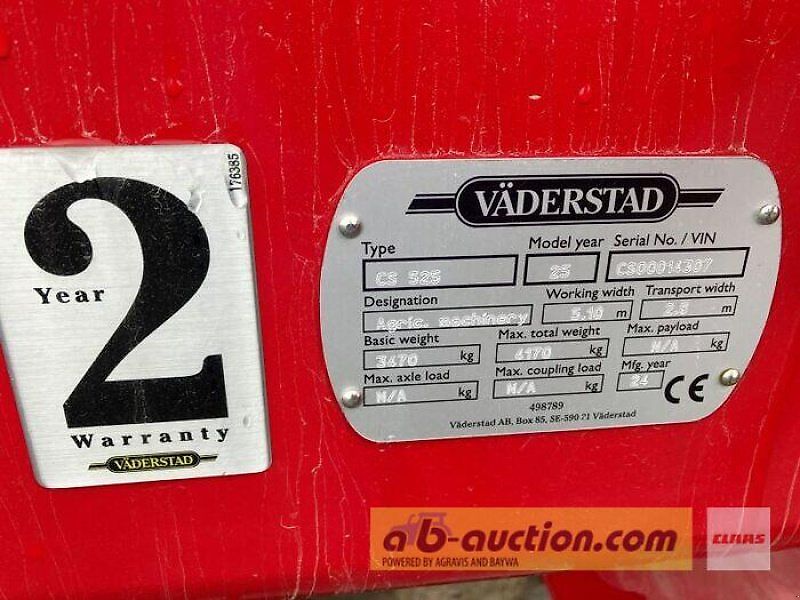 176385
2
Year
Warranty
VÄDERSTAD
VÄDERSTAD
Type Model year Serial No. / VIN
CS 525 25 CS00014307
Designation Working width Transport width
Agric. machinery 5.10 m 2.5 m
Basic weight Max. total weight Max. payload
3470 kg 4170 kg N/A kg
Max. axle load Max. coupling load Mfg. year
N/A kg N/A kg 24 CE
498789
Väderstad AB, Box 85, SE-590 21 Väderstad
ab-auction.com
POWERED BY AGRAVIS AND BAYWA
CLAAS